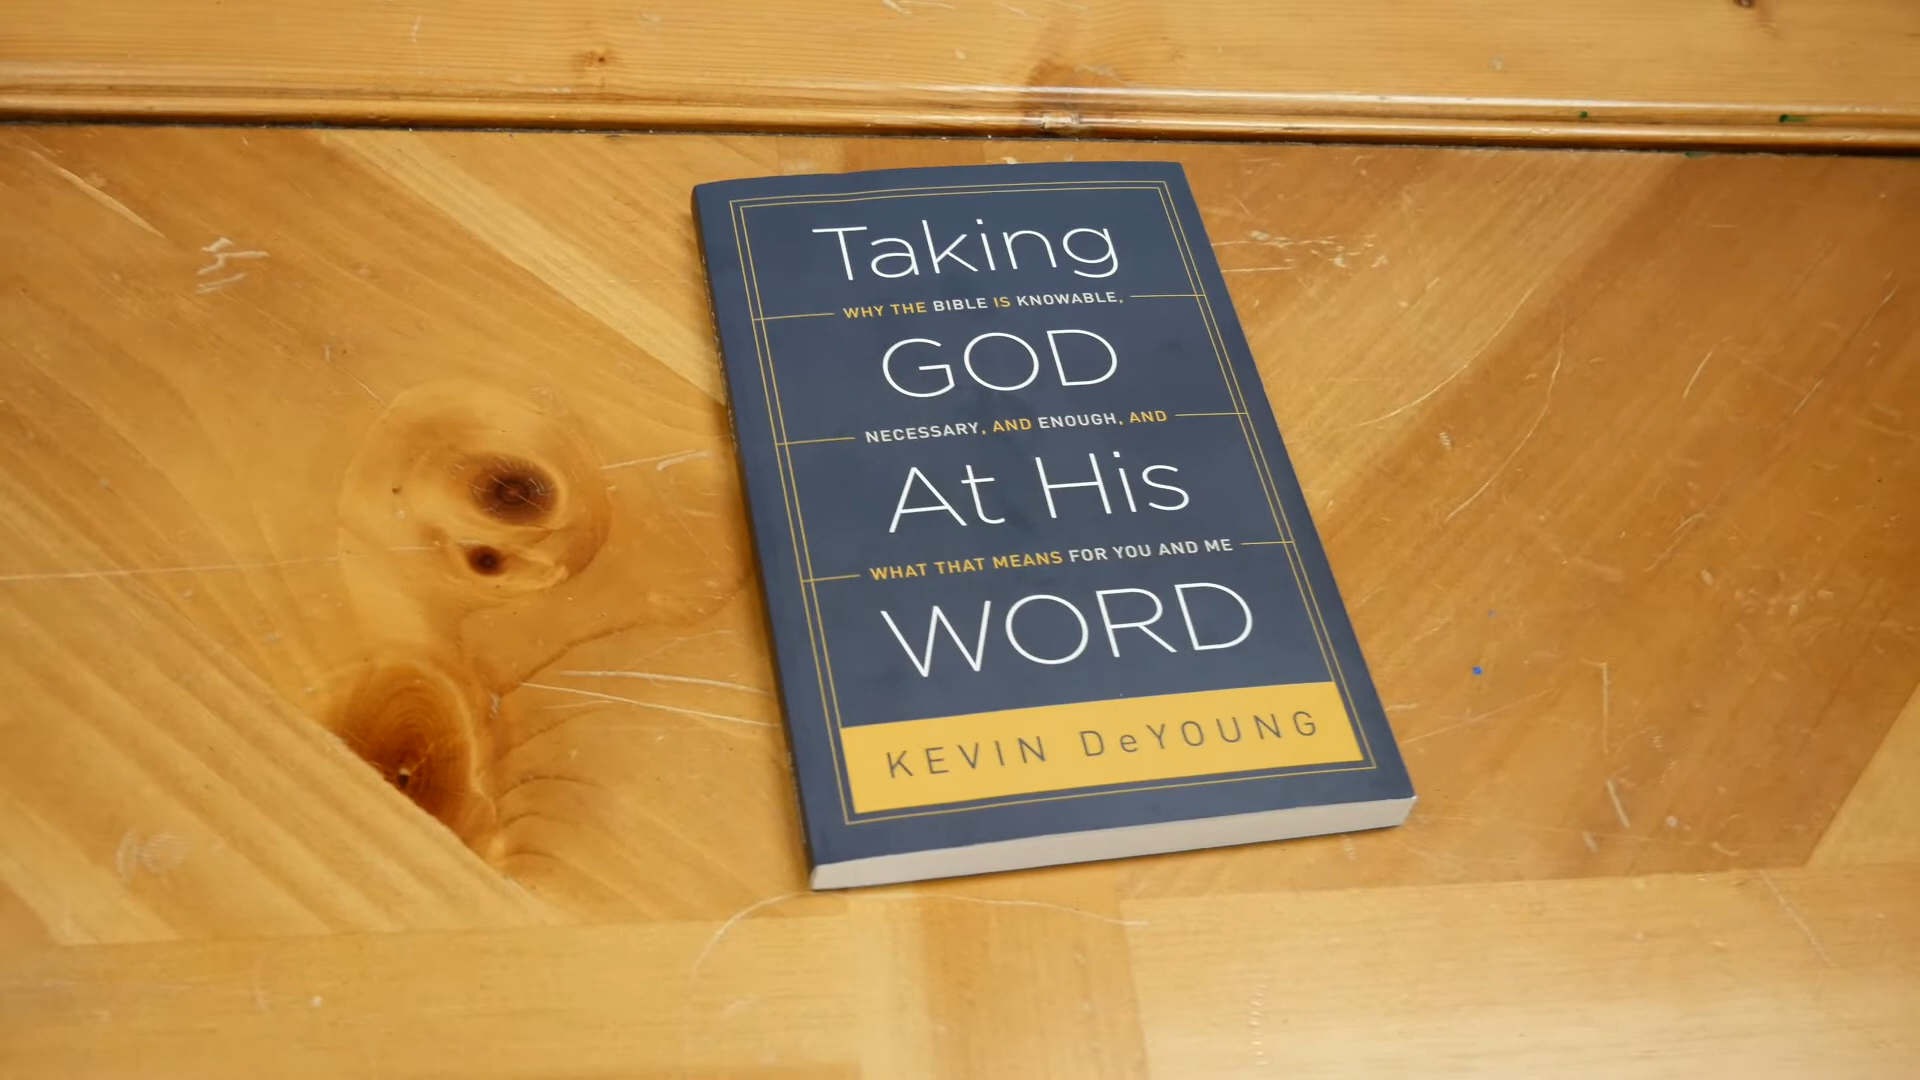 Taking
WHY THE BIBLE IS KNOWABLE,
GOD
NECESSARY, AND ENOUGH, AND
At His
WHAT THAT MEANS FOR YOU AND ME
WORD
KEVIN DeYOUNG